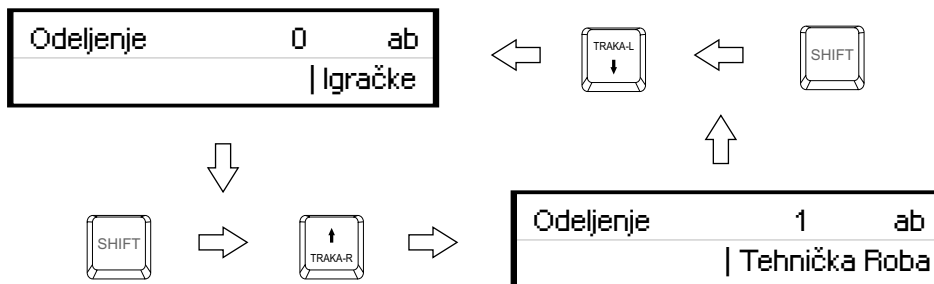 Odeljenje 0 ab
| Igračke
TRAKA-L
SHIFT
SHIFT
TRAKA-R
Odeljenje 1 ab
| Tehnička Roba